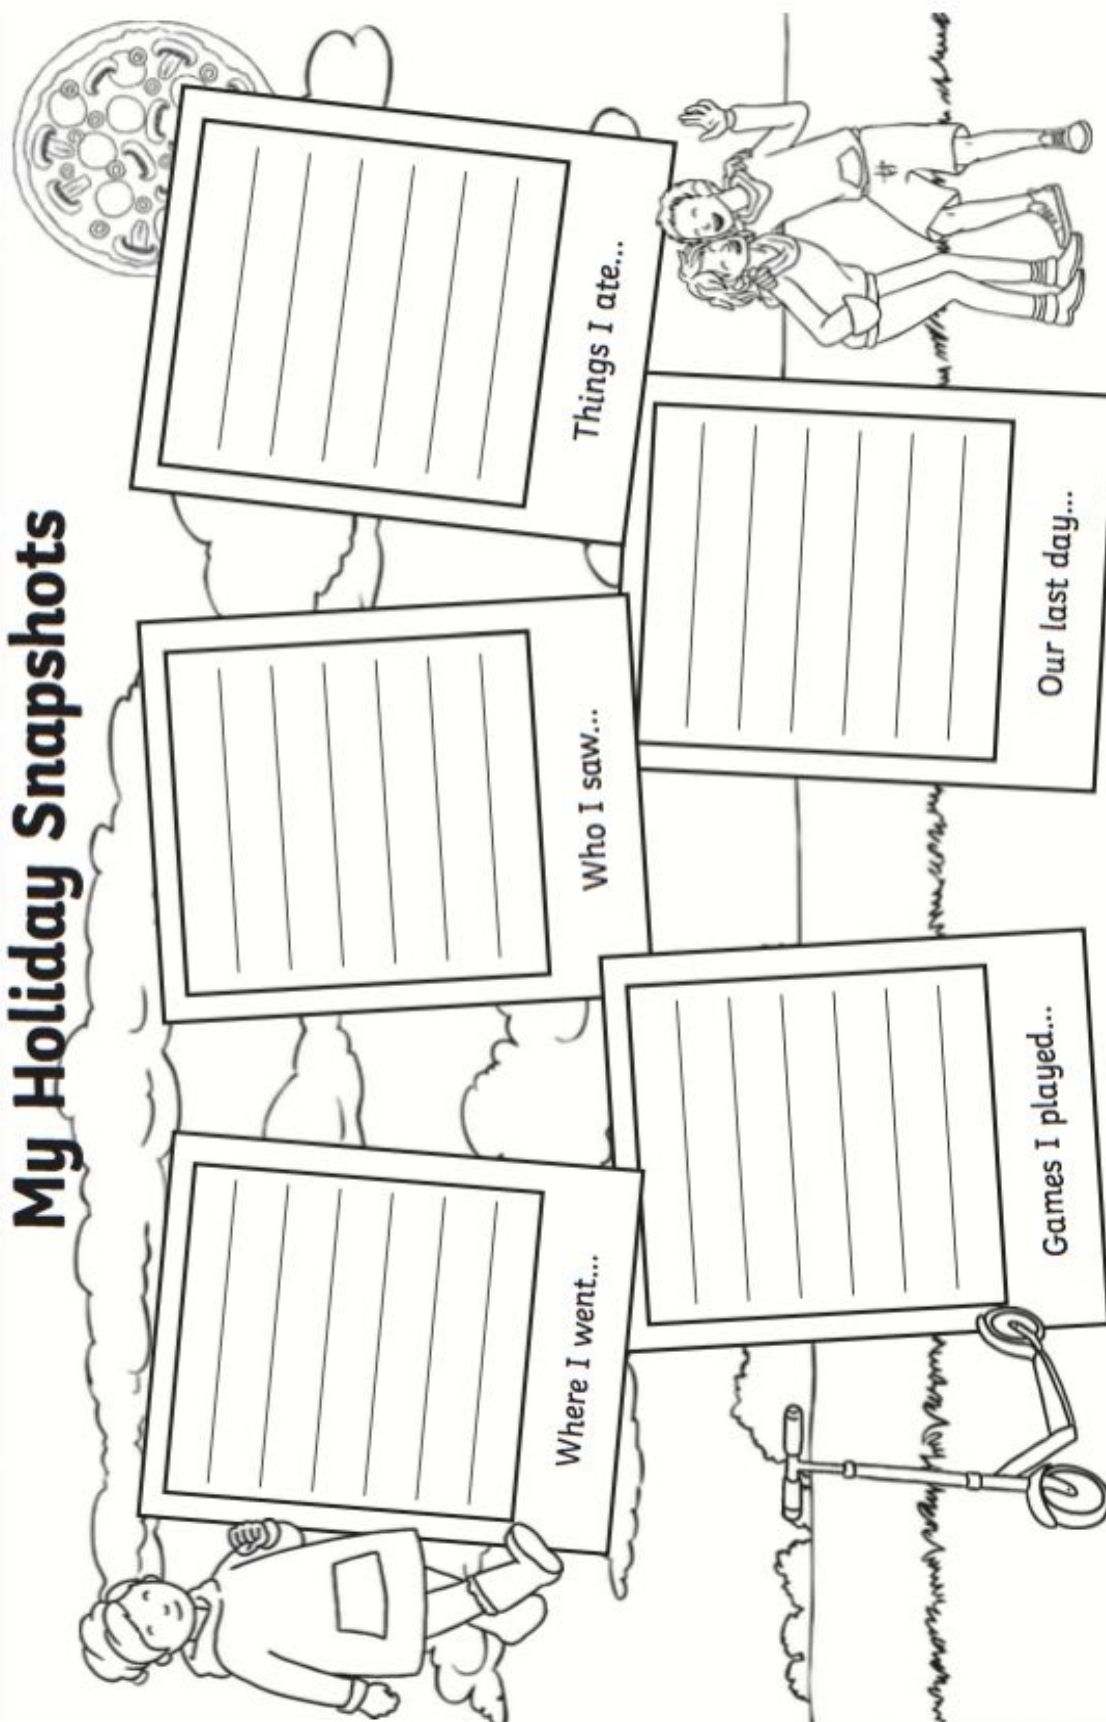 My Holiday Snapshots
Where I went...
Who I saw...
Things I ate...
Games I played...
Our last day...